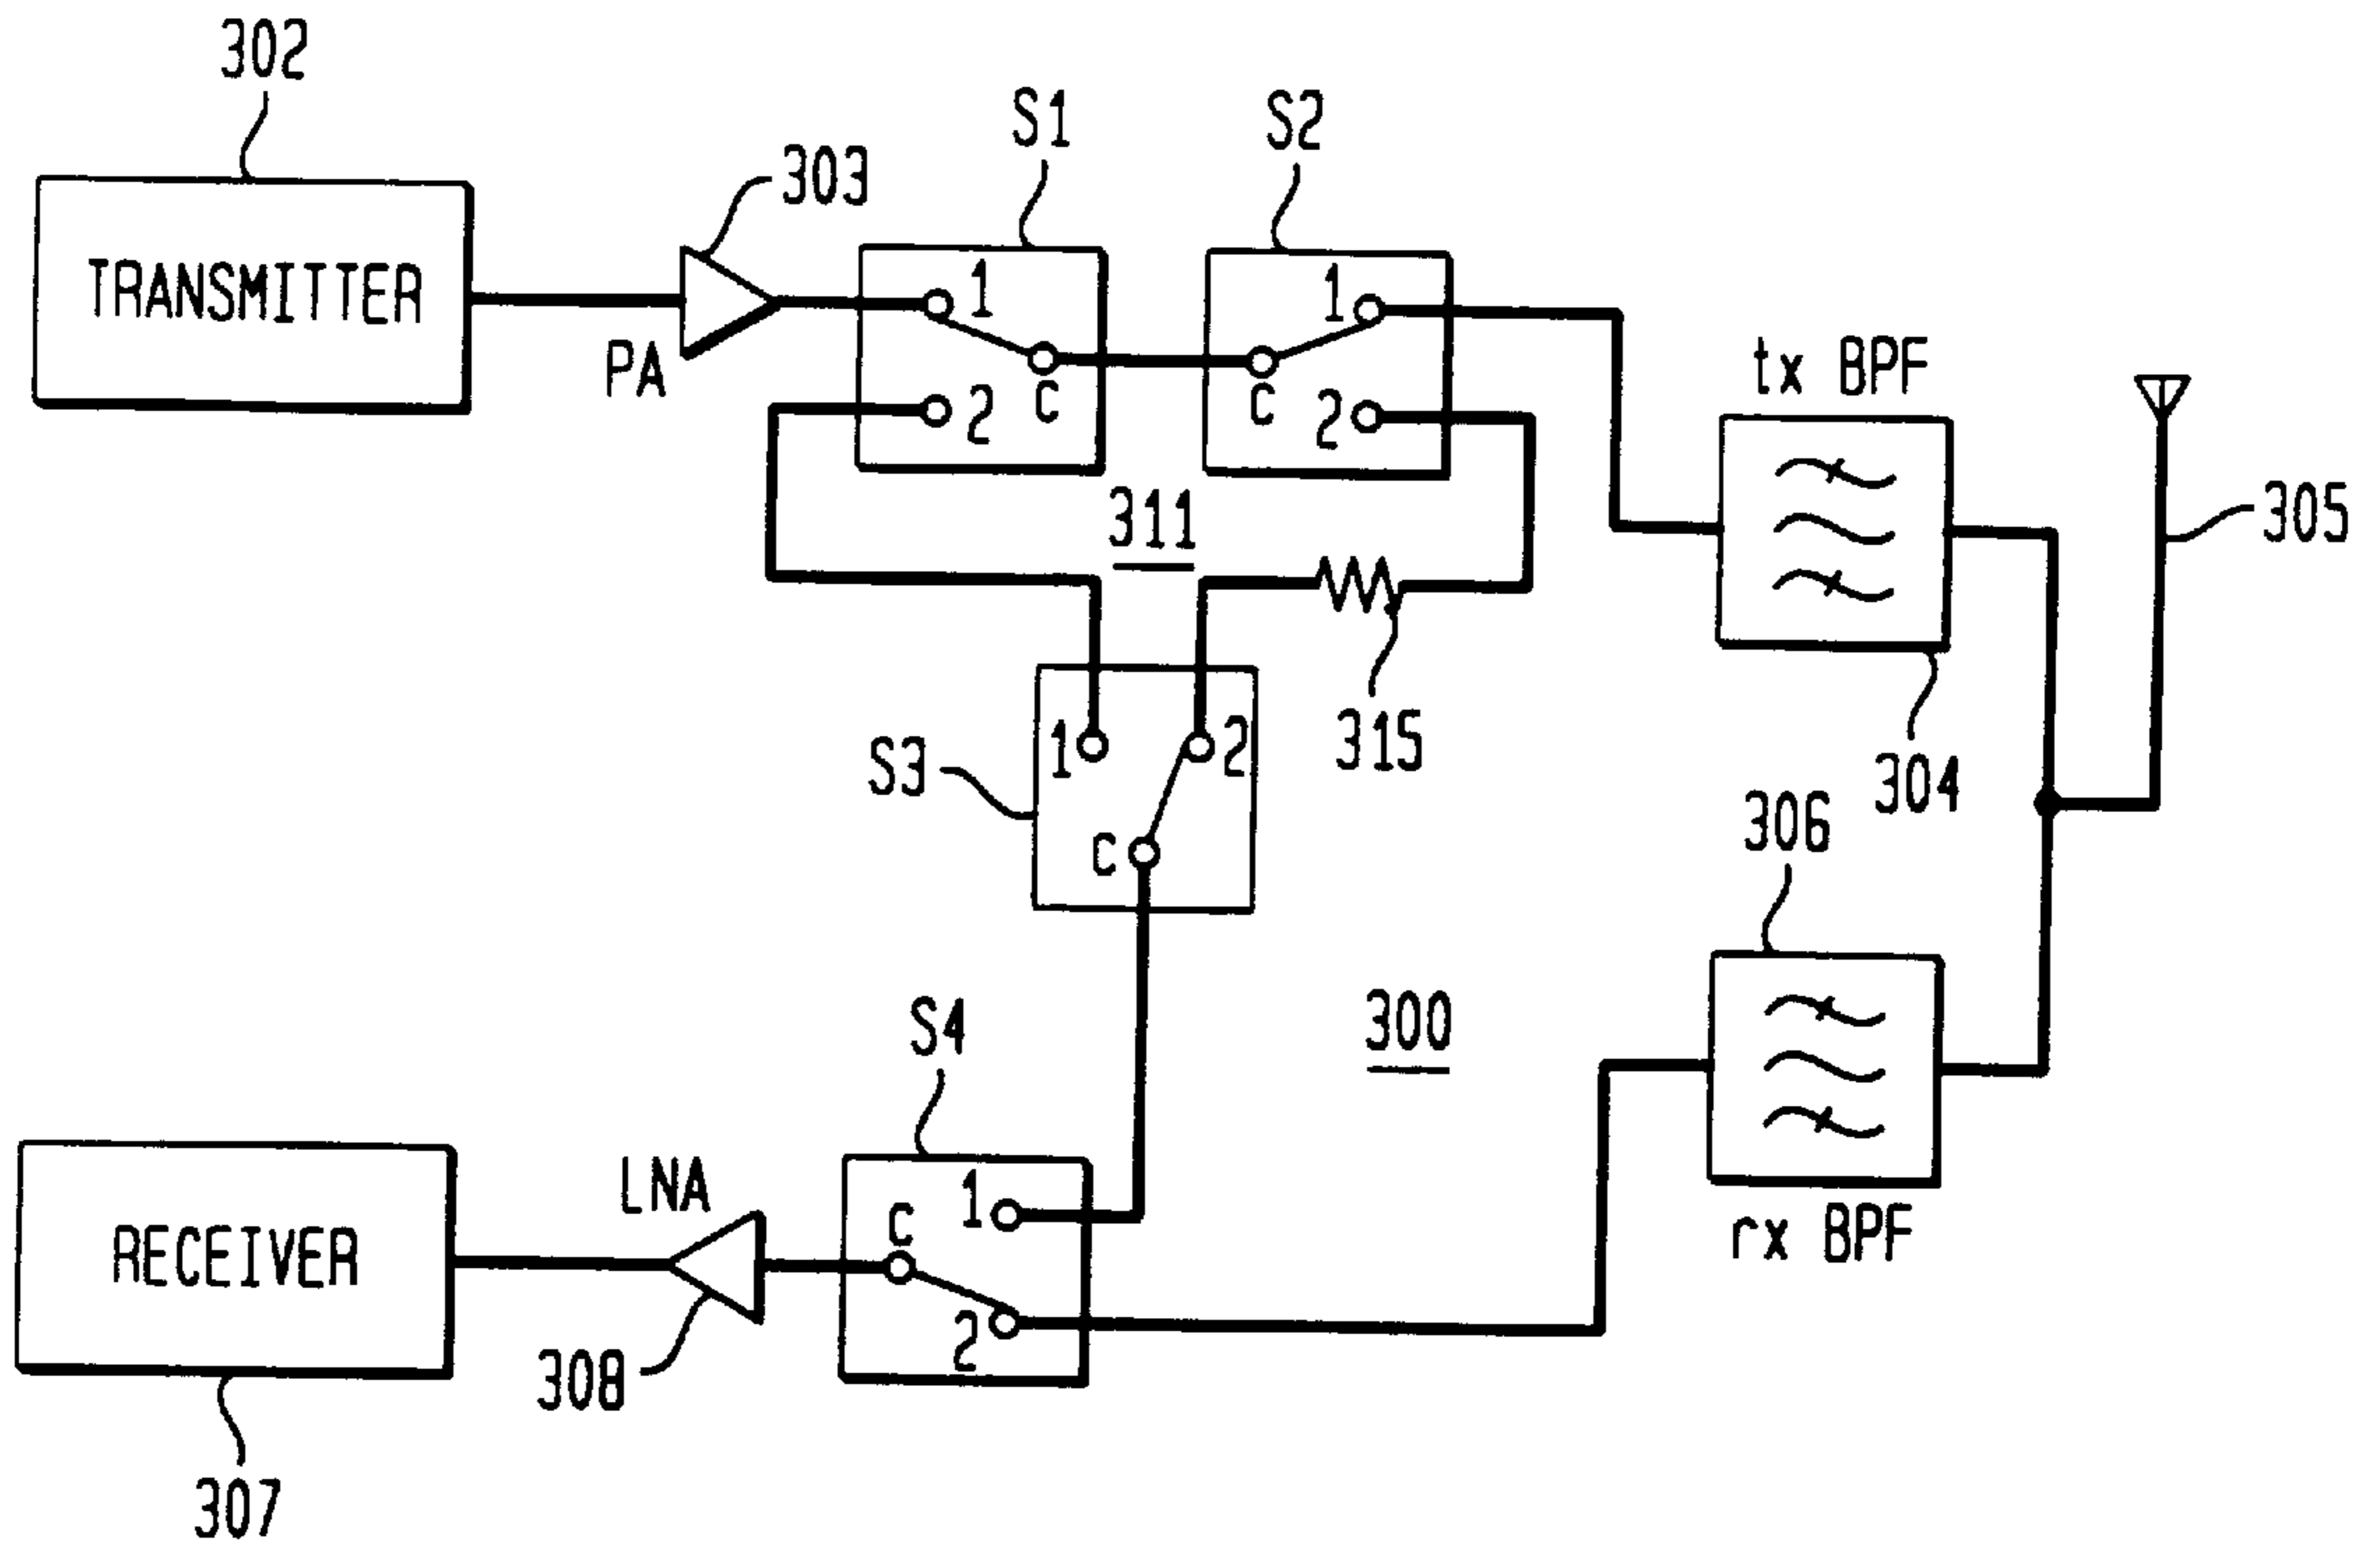 302
303
S1
S2
TRANSMITTER
PA
1
2
C
1
C
2
tx BPF
305
311
315
304
S3
1
2
C
306
300
S4
LNA
C
1
2
rx BPF
RECEIVER
308
307